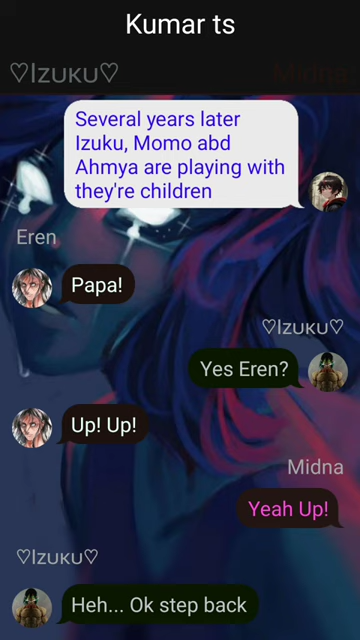 Kumar ts
♡Izuku♡
Midna
Several years later
Izuku, Momo abd
Ahmya are playing with
they're children
Eren
Papa!
♡Izuku♡
Yes Eren?
Up! Up!
Midna
Yeah Up!
♡Izuku♡
Heh... Ok step back